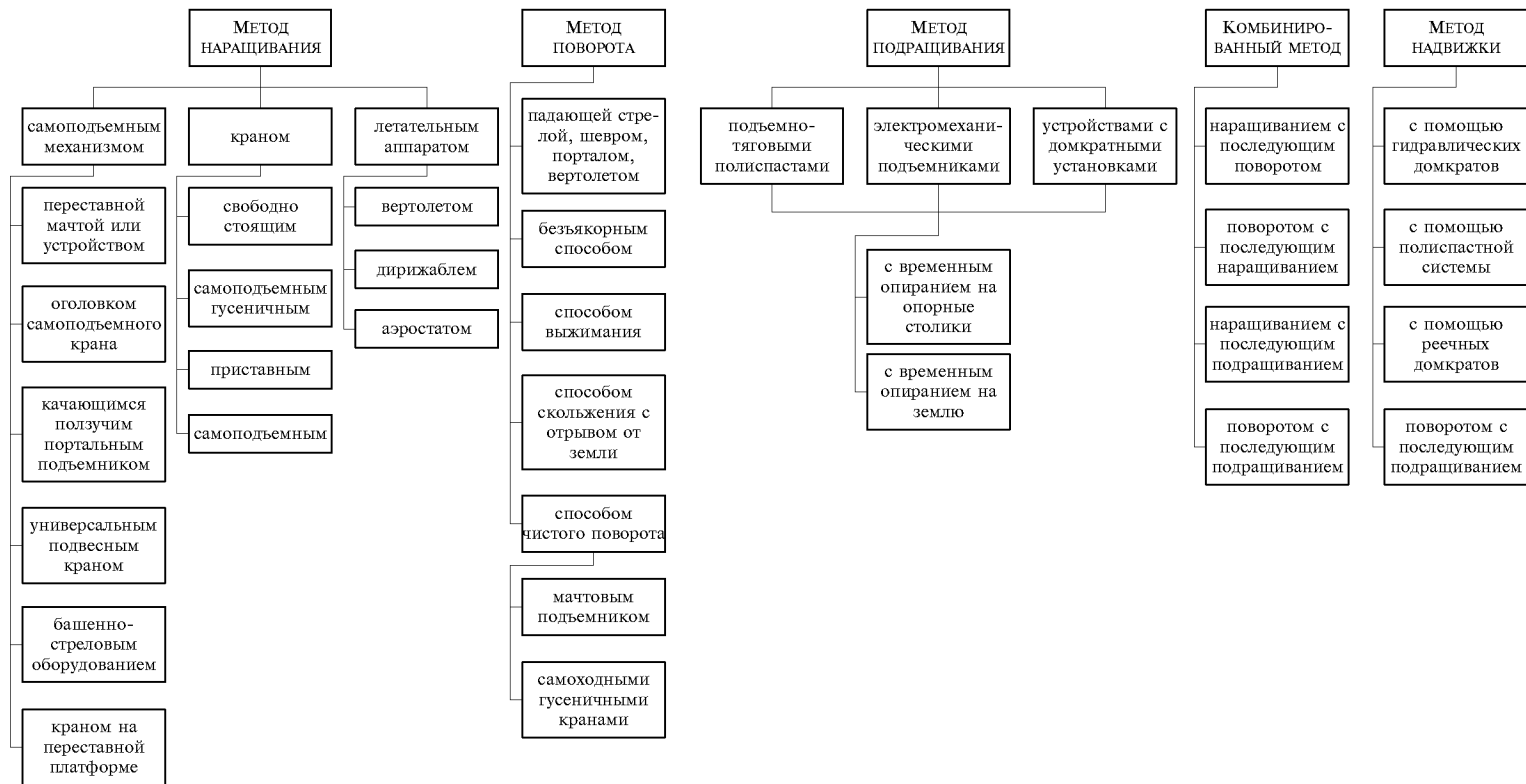 МЕТОД
НАРАЩИВАНИЯ
самоподъемным
механизмом
переставной
мачтой или
устройством
оголовком
самоподъемного
крана
качающимся
ползучим
портальным
подъемником
универсальным
подвесным
краном
башенно-
стреловым
оборудованием
краном на
переставной
платформе
краном
свободно
стоящим
самоподъемным
гусеничным
приставным
самоподъемным
летательным
аппаратом
вертолетом
дирижаблем
аэростатом
МЕТОД
ПОВОРОТА
падающей стре-
лой, шевром,
порталом,
вертолетом
безъякорным
способом
способом
выжимания
способом
скольжения с
отрывом от
земли
способом
чистого поворота
мачтовым
подъемником
самоходными
гусеничными
кранами
МЕТОД
ПОДРАЩИВАНИЯ
подъемно-
тяговыми
полиспастами
электромехани-
ческими
подъемниками
устройствами с
домкратными
установками
с временным
опиранием на
опорные
столики
с временным
опиранием на
землю
КОМБИНИРО-
ВАННЫЙ МЕТОД
наращиванием с
последующим
поворотом
поворотом с
последующим
наращиванием
наращиванием с
последующим
подращиванием
поворотом с
последующим
подращиванием
МЕТОД
НАДВИЖКИ
с помощью
гидравлических
домкратов
с помощью
полиспастной
системы
с помощью
реечных
домкратов
поворотом с
последующим
подращиванием